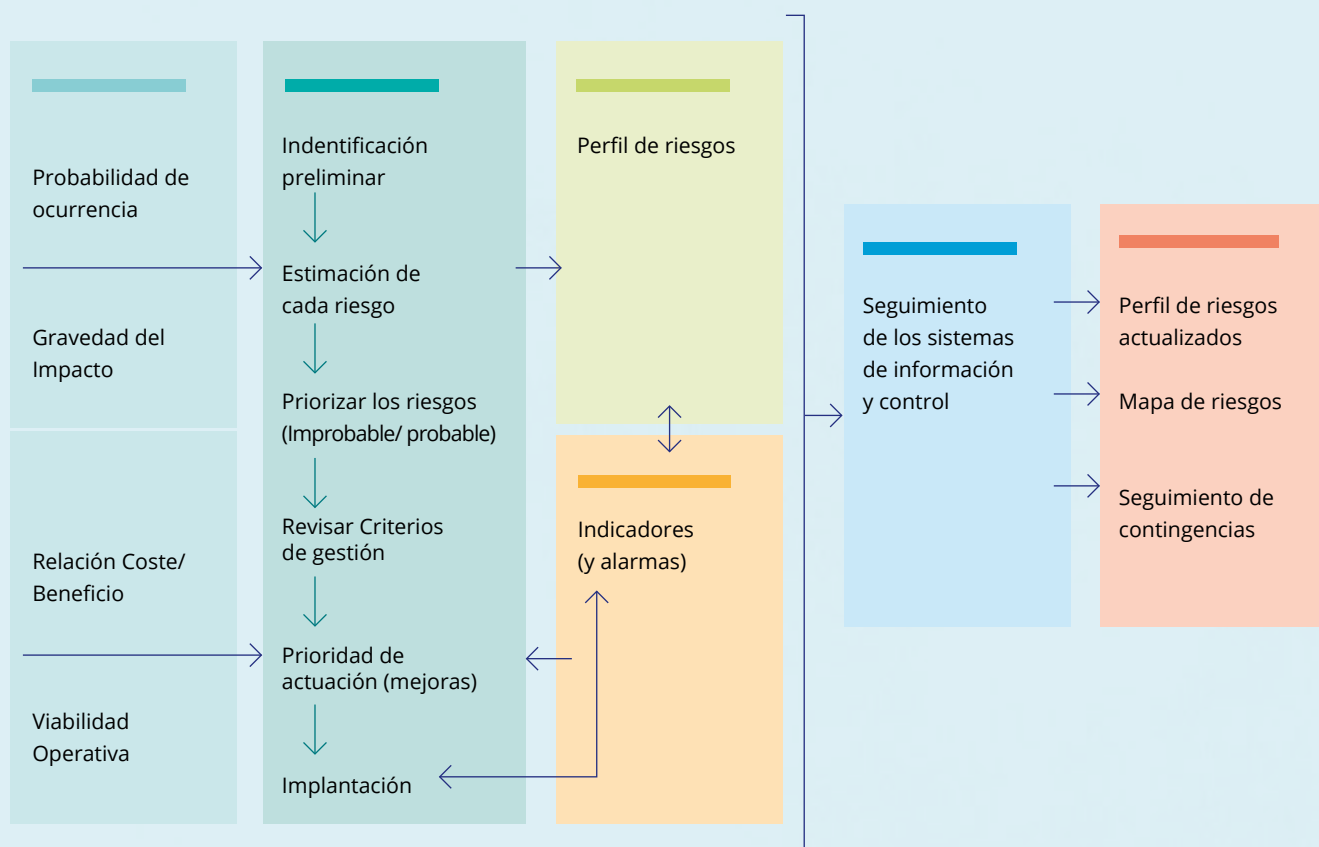 Probabilidad de
ocurrencia
Gravedad del
Impacto
Relación Coste/
Beneficio
Viabilidad
Operativa
Indentificación
preliminar
Estimación de
cada riesgo
Priorizar los riesgos
(Improbable/ probable)
Revisar Criterios
de gestión
Prioridad de
actuación (mejoras)
Implantación
Perfil de riesgos
Indicadores
(y alarmas)
Seguimiento
de los sistemas
de información
y control
Perfil de riesgos
actualizados
Mapa de riesgos
Seguimiento de
contingencias